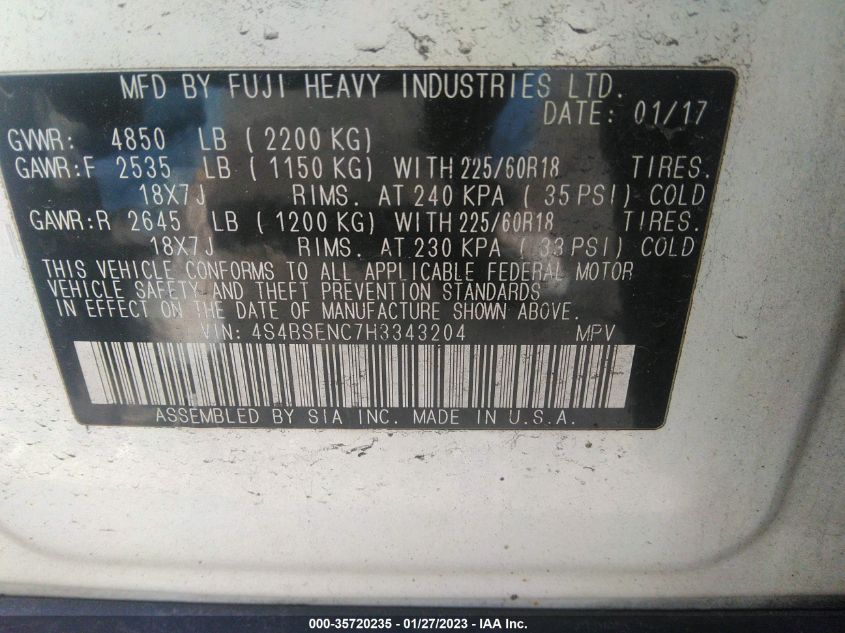 MFD BY FUJI HEAVY INDUSTRIES LTD.
DATE: 01/17
GVWR: 4850 LB (2200 KG)
GAWR:F 2535 LB (1150 KG) WITH 225/60R18 TIRES.
18X7J RIMS. AT 240 KPA ( 35 PSI) COLD
GAWR:R 2645 LB (1200 KG) WITH 225/60R18 TIRES.
18X7J RIMS. AT 230 KPA ( 33 PSI) COLD
THIS VEHICLE CONFORMS TO ALL APPLICABLE FEDERAL MOTOR
VEHICLE SAFETY AND THEFT PREVENTION STANDARDS
IN EFFECT ON THE DATE OF MANUFACTURE SHOWN ABOVE.
VIN: 4S4BSENC7H3343204 MPV
ASSEMBLED BY SIA INC. MADE IN U.S.A.
000-35720235 - 01/27/2023 - IAA Inc.